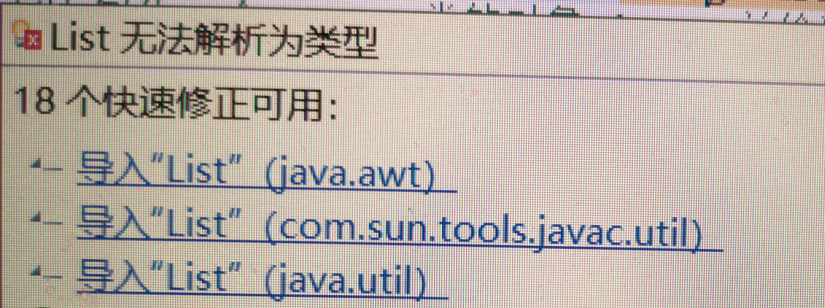 List 无法解析为类型
18 个快速修正可用：
导入"List" (java.awt)
导入"List" (com.sun.tools.javac.util)
导入"List" (java.util)